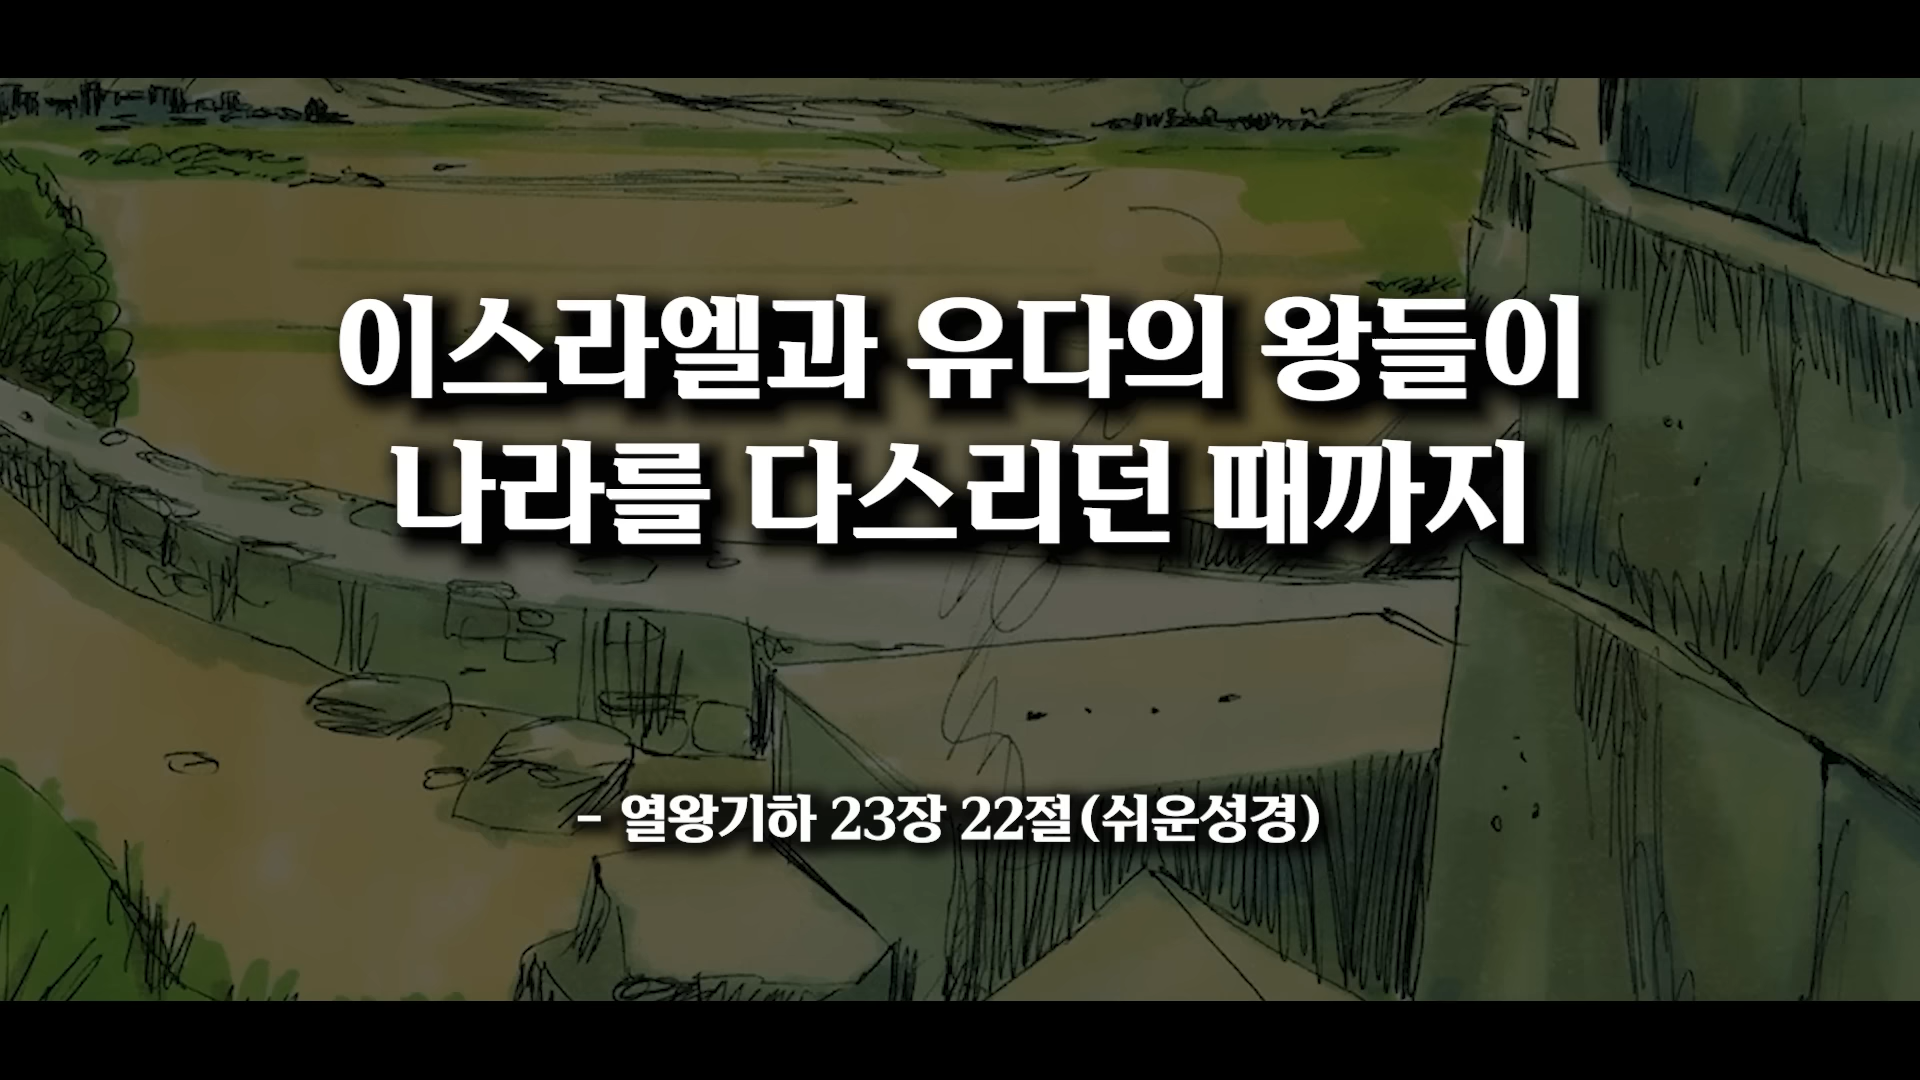 이스라엘과 유다의 왕들이
나라를 다스리던 때까지
- 열왕기하 23장 22절(쉬운성경)